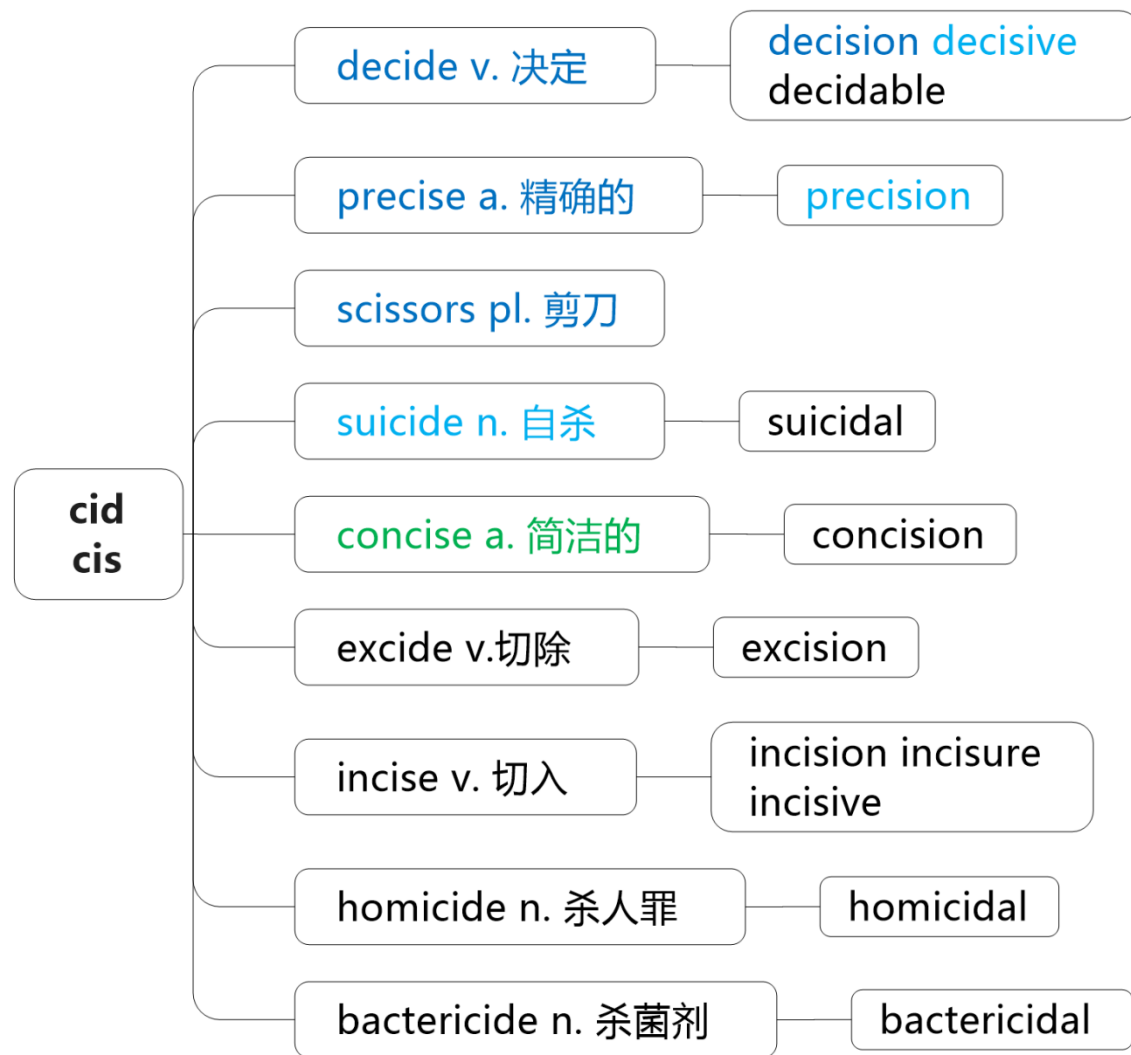 decide v. 决定
decision decisive
decidable
precise a. 精确的
precision
scissors pl. 剪刀
suicide n. 自杀
suicidal
cid
cis
concise a. 简洁的
concision
excide v.切除
excision
incise v. 切入
incision incisure
incisive
homicide n. 杀人罪
homicidal
bactericide n. 杀菌剂
bactericidal